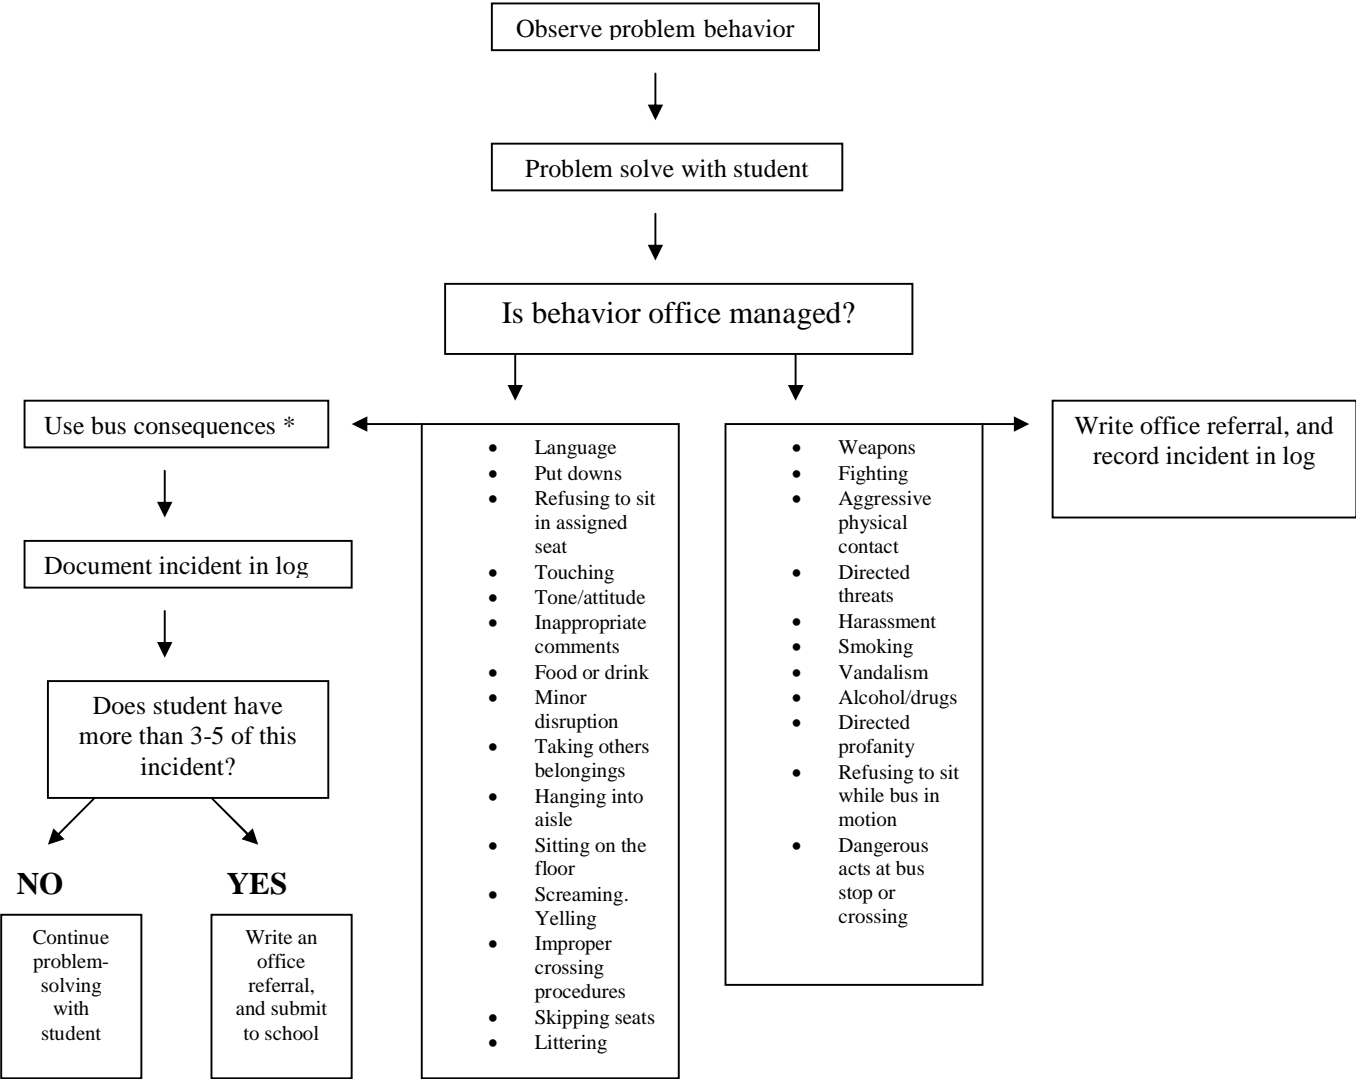 Observe problem behavior
Problem solve with student
Is behavior office managed?
Use bus consequences *
Document incident in log
Does student have
more than 3-5 of this
incident?
NO
YES
Continue
problem-
solving
with
student
Write an
office
referral,
and submit
to school
• Language
• Put downs
• Refusing to sit
in assigned
seat
• Touching
• Tone/attitude
• Inappropriate
comments
• Food or drink
• Minor
disruption
• Taking others
belongings
• Hanging into
aisle
• Sitting on the
floor
• Screaming.
Yelling
• Improper
crossing
procedures
• Skipping seats
• Littering
• Weapons
• Fighting
• Aggressive
physical
contact
• Directed
threats
• Harassment
• Smoking
• Vandalism
• Alcohol/drugs
• Directed
profanity
• Refusing to sit
while bus in
motion
• Dangerous
acts at bus
stop or
crossing
Write office referral, and
record incident in log